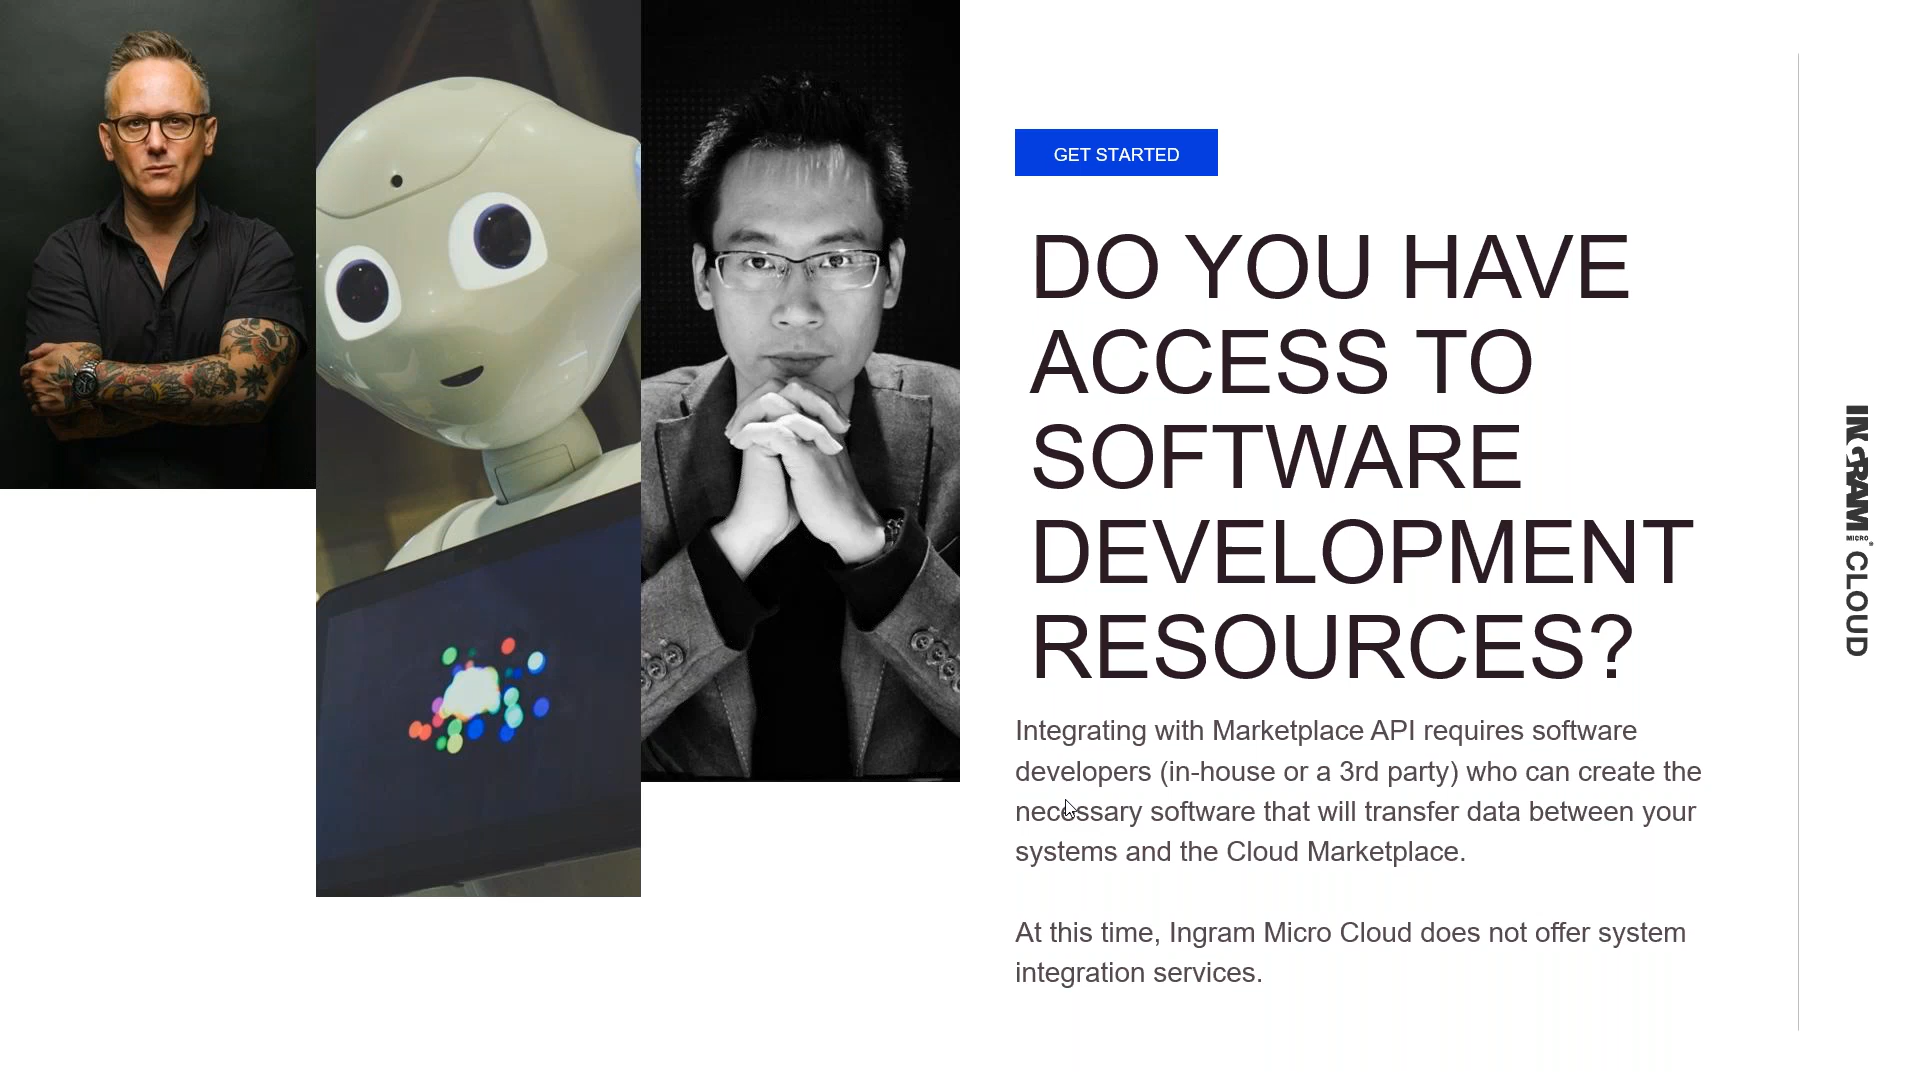 GET STARTED
DO YOU HAVE
ACCESS TO
SOFTWARE
DEVELOPMENT
RESOURCES?
Integrating with Marketplace API requires software
developers (in-house or a 3rd party) who can create the
necessary software that will transfer data between your
systems and the Cloud Marketplace.
At this time, Ingram Micro Cloud does not offer system
integration services.
INGRAM MICRO® CLOUD